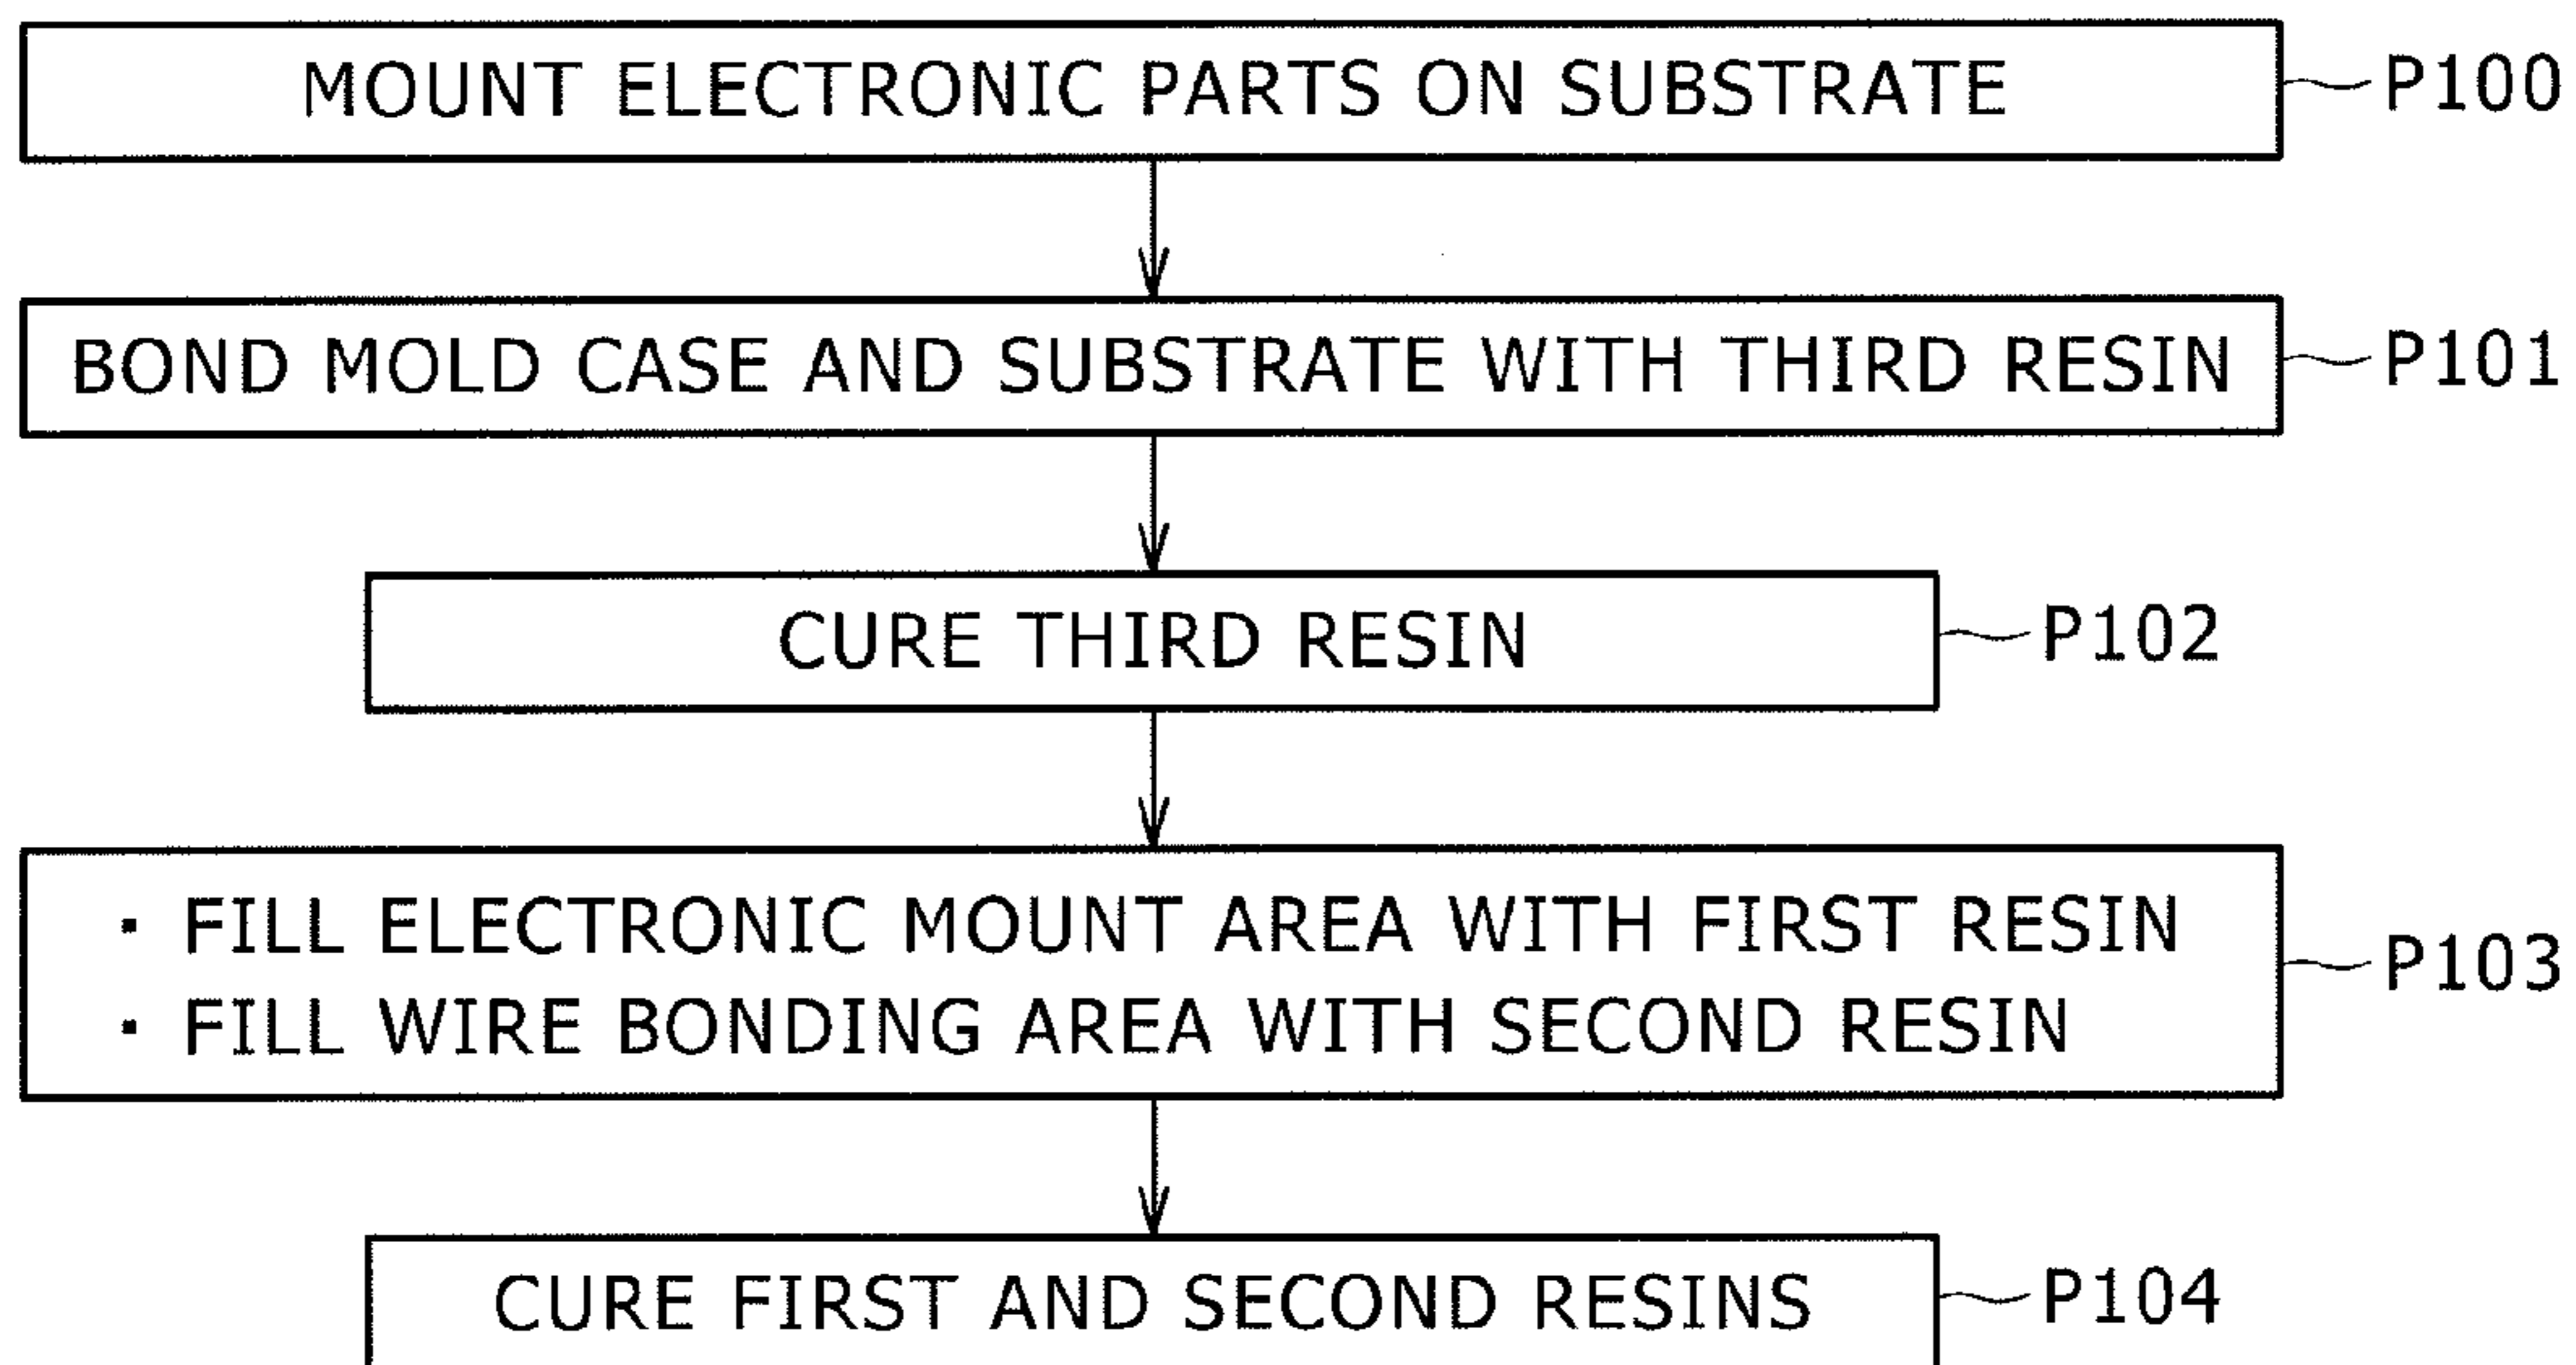 MOUNT ELECTRONIC PARTS ON SUBSTRATE P100
BOND MOLD CASE AND SUBSTRATE WITH THIRD RESIN P101
CURE THIRD RESIN P102
· FILL ELECTRONIC MOUNT AREA WITH FIRST RESIN
P103
· FILL WIRE BONDING AREA WITH SECOND RESIN
CURE FIRST AND SECOND RESINS P104